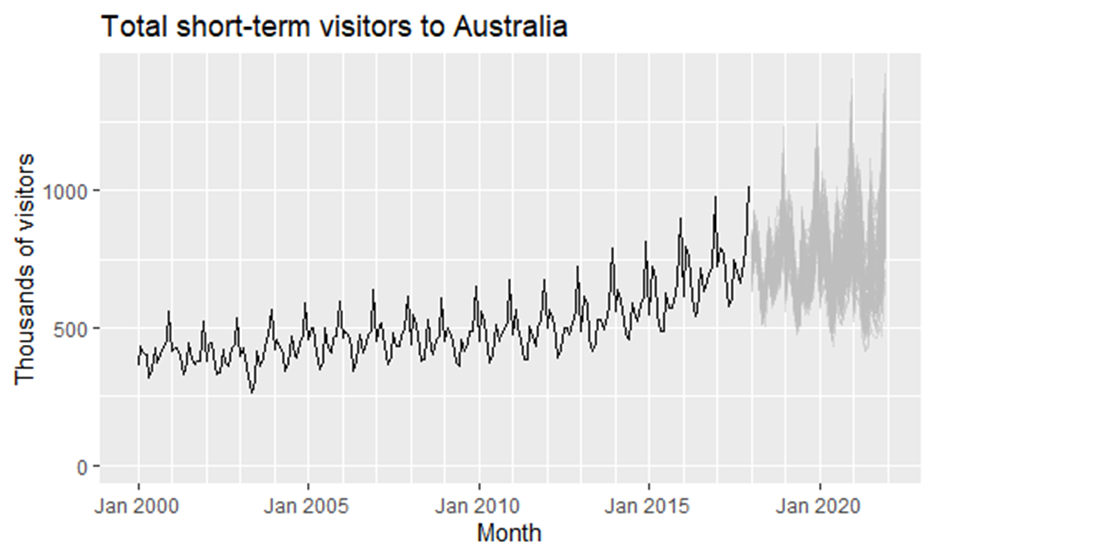 Total short-term visitors to Australia
Thousands of visitors
1000
500
0
Jan 2000 Jan 2005 Jan 2010 Jan 2015 Jan 2020
Month